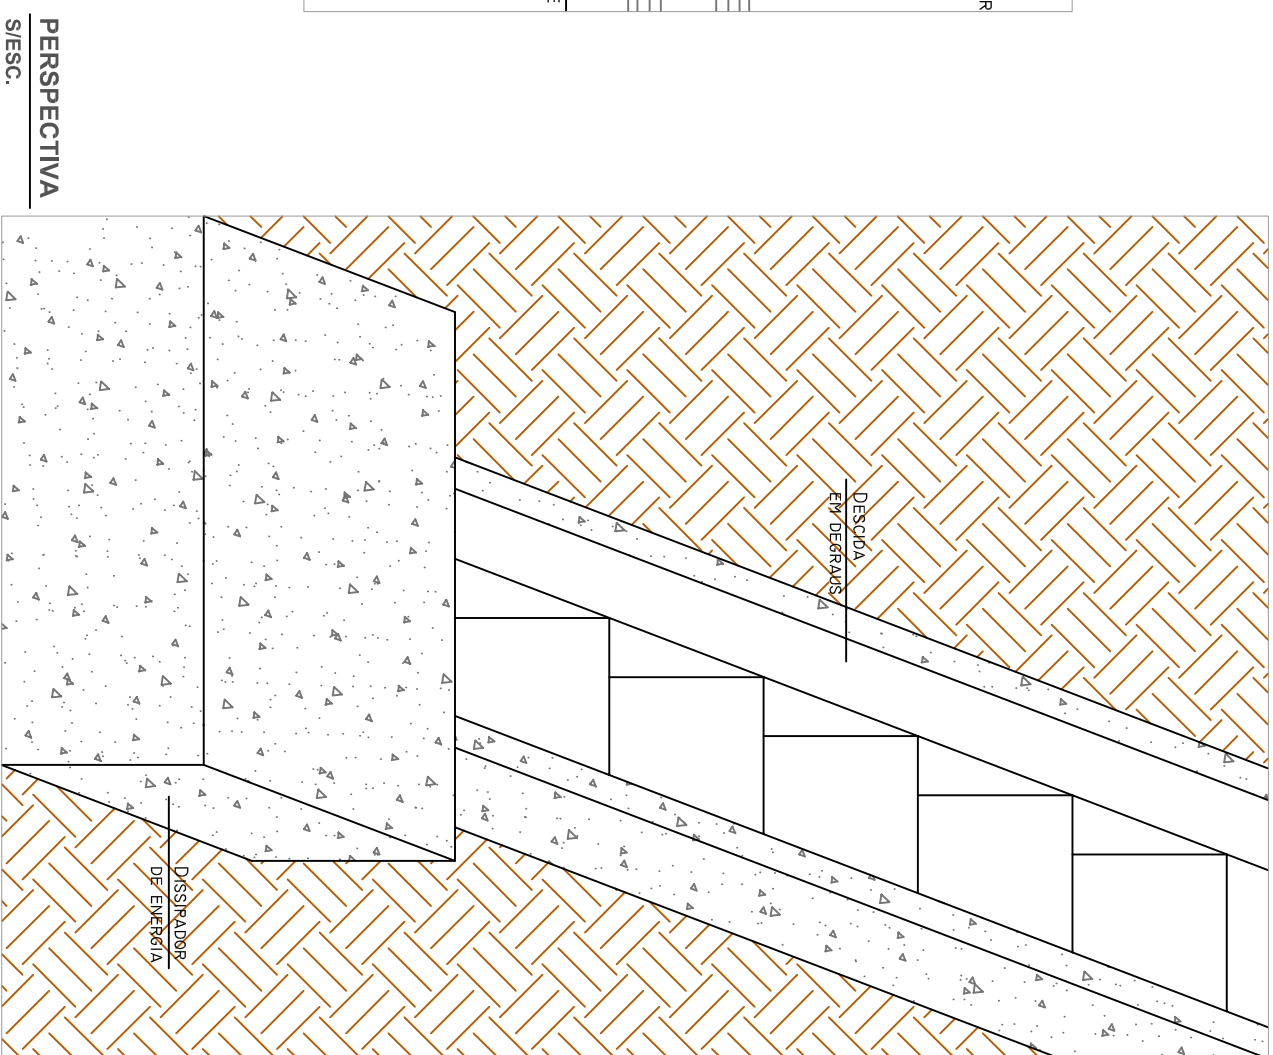 PERSPECTIVA
S/ESC.
DESCIDA
EM DEGRAUS
DISSIPADOR
DE ENERGIA
R
E